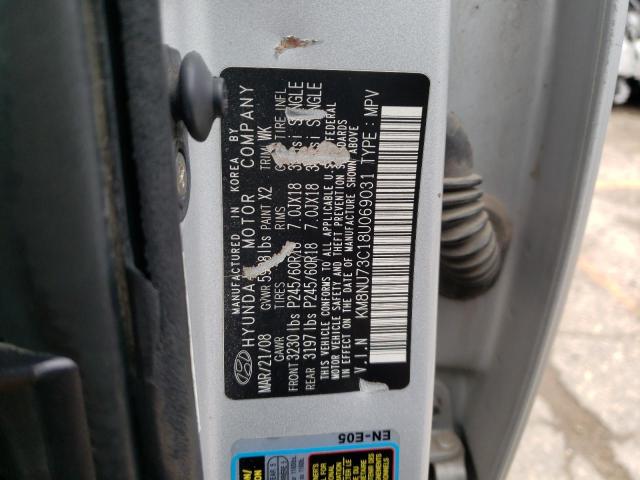 MANUFACTURED IN KOREA BY
HYUNDAI MOTOR COMPANY
MAR/21/08 GVWR lbs PAINT X2 TRIM WK
GAWR TIRES RIMS TIRE INFL
FRONT 3230 lbs P245/60R18 7.0JX18 SINGLE
REAR 3197 lbs P245/60R18 7.0JX18 SINGLE
THIS VEHICLE CONFORMS TO ALL APPLICABLE U.S. FEDERAL
MOTOR VEHICLE SAFETY AND THEFT PREVENTION STANDARDS
IN EFFECT ON THE DATE OF MANUFACTURE SHOWN ABOVE
V.I.N KM8NU73C18U069031 TYPE : MPV
EN-E05